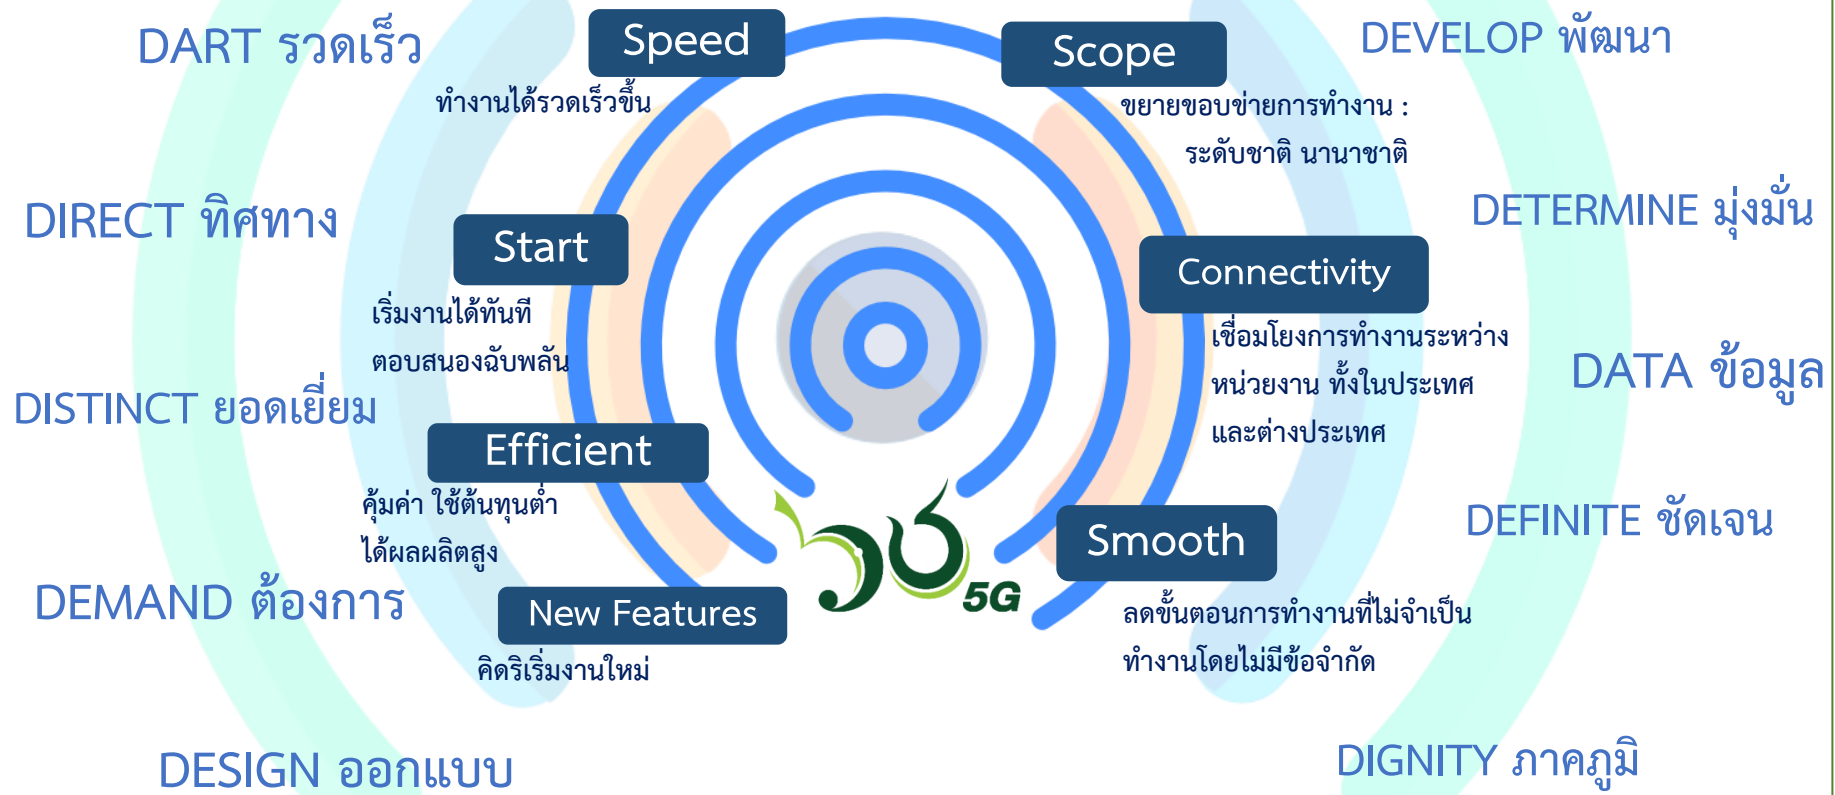 DART รวดเร็ว
Speed
ทำงานได้รวดเร็วขึ้น
Scope
ขยายขอบข่ายการทำงาน :
ระดับชาติ นานาชาติ
DEVELOP พัฒนา
DIRECT ทิศทาง
Start
เริ่มงานได้ทันที
ตอบสนองฉับพลัน
DETERMINE มุ่งมั่น
Connectivity
เชื่อมโยงการทำงานระหว่าง
หน่วยงาน ทั้งในประเทศ
และต่างประเทศ
DATA ข้อมูล
DISTINCT ยอดเยี่ยม
Efficient
คุ้มค่า ใช้ต้นทุนต่ำ
ได้ผลผลิตสูง
DEFINITE ชัดเจน
Smooth
ลดขั้นตอนการทำงานที่ไม่จำเป็น
ทำงานโดยไม่มีข้อจำกัด
5G
DEMAND ต้องการ
New Features
คิดริเริ่มงานใหม่
DESIGN ออกแบบ
DIGNITY ภาคภูมิ